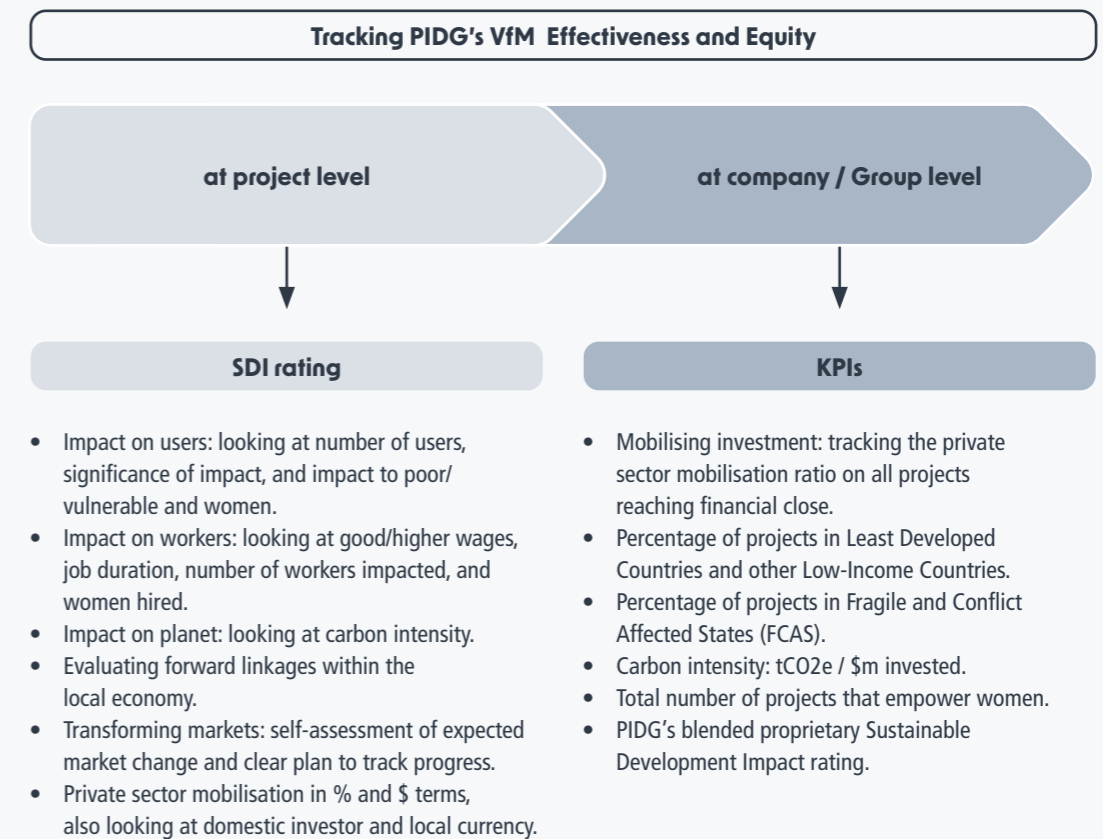 Tracking PIDG's VfM Effectiveness and Equity
at project level
at company / Group level
SDI rating
• Impact on users: looking at number of users,
significance of impact, and impact to poor/
vulnerable and women.
• Impact on workers: looking at good/higher wages,
job duration, number of workers impacted, and
women hired.
• Impact on planet: looking at carbon intensity.
• Evaluating forward linkages within the
local economy.
• Transforming markets: self-assessment of expected
market change and clear plan to track progress.
• Private sector mobilisation in % and $ terms,
also looking at domestic investor and local currency.
KPIs
• Mobilising investment: tracking the private
sector mobilisation ratio on all projects
reaching financial close.
• Percentage of projects in Least Developed
Countries and other Low-Income Countries.
• Percentage of projects in Fragile and Conflict
Affected States (FCAS).
• Carbon intensity: tCO2e / $m invested.
• Total number of projects that empower women.
• PIDG's blended proprietary Sustainable
Development Impact rating.